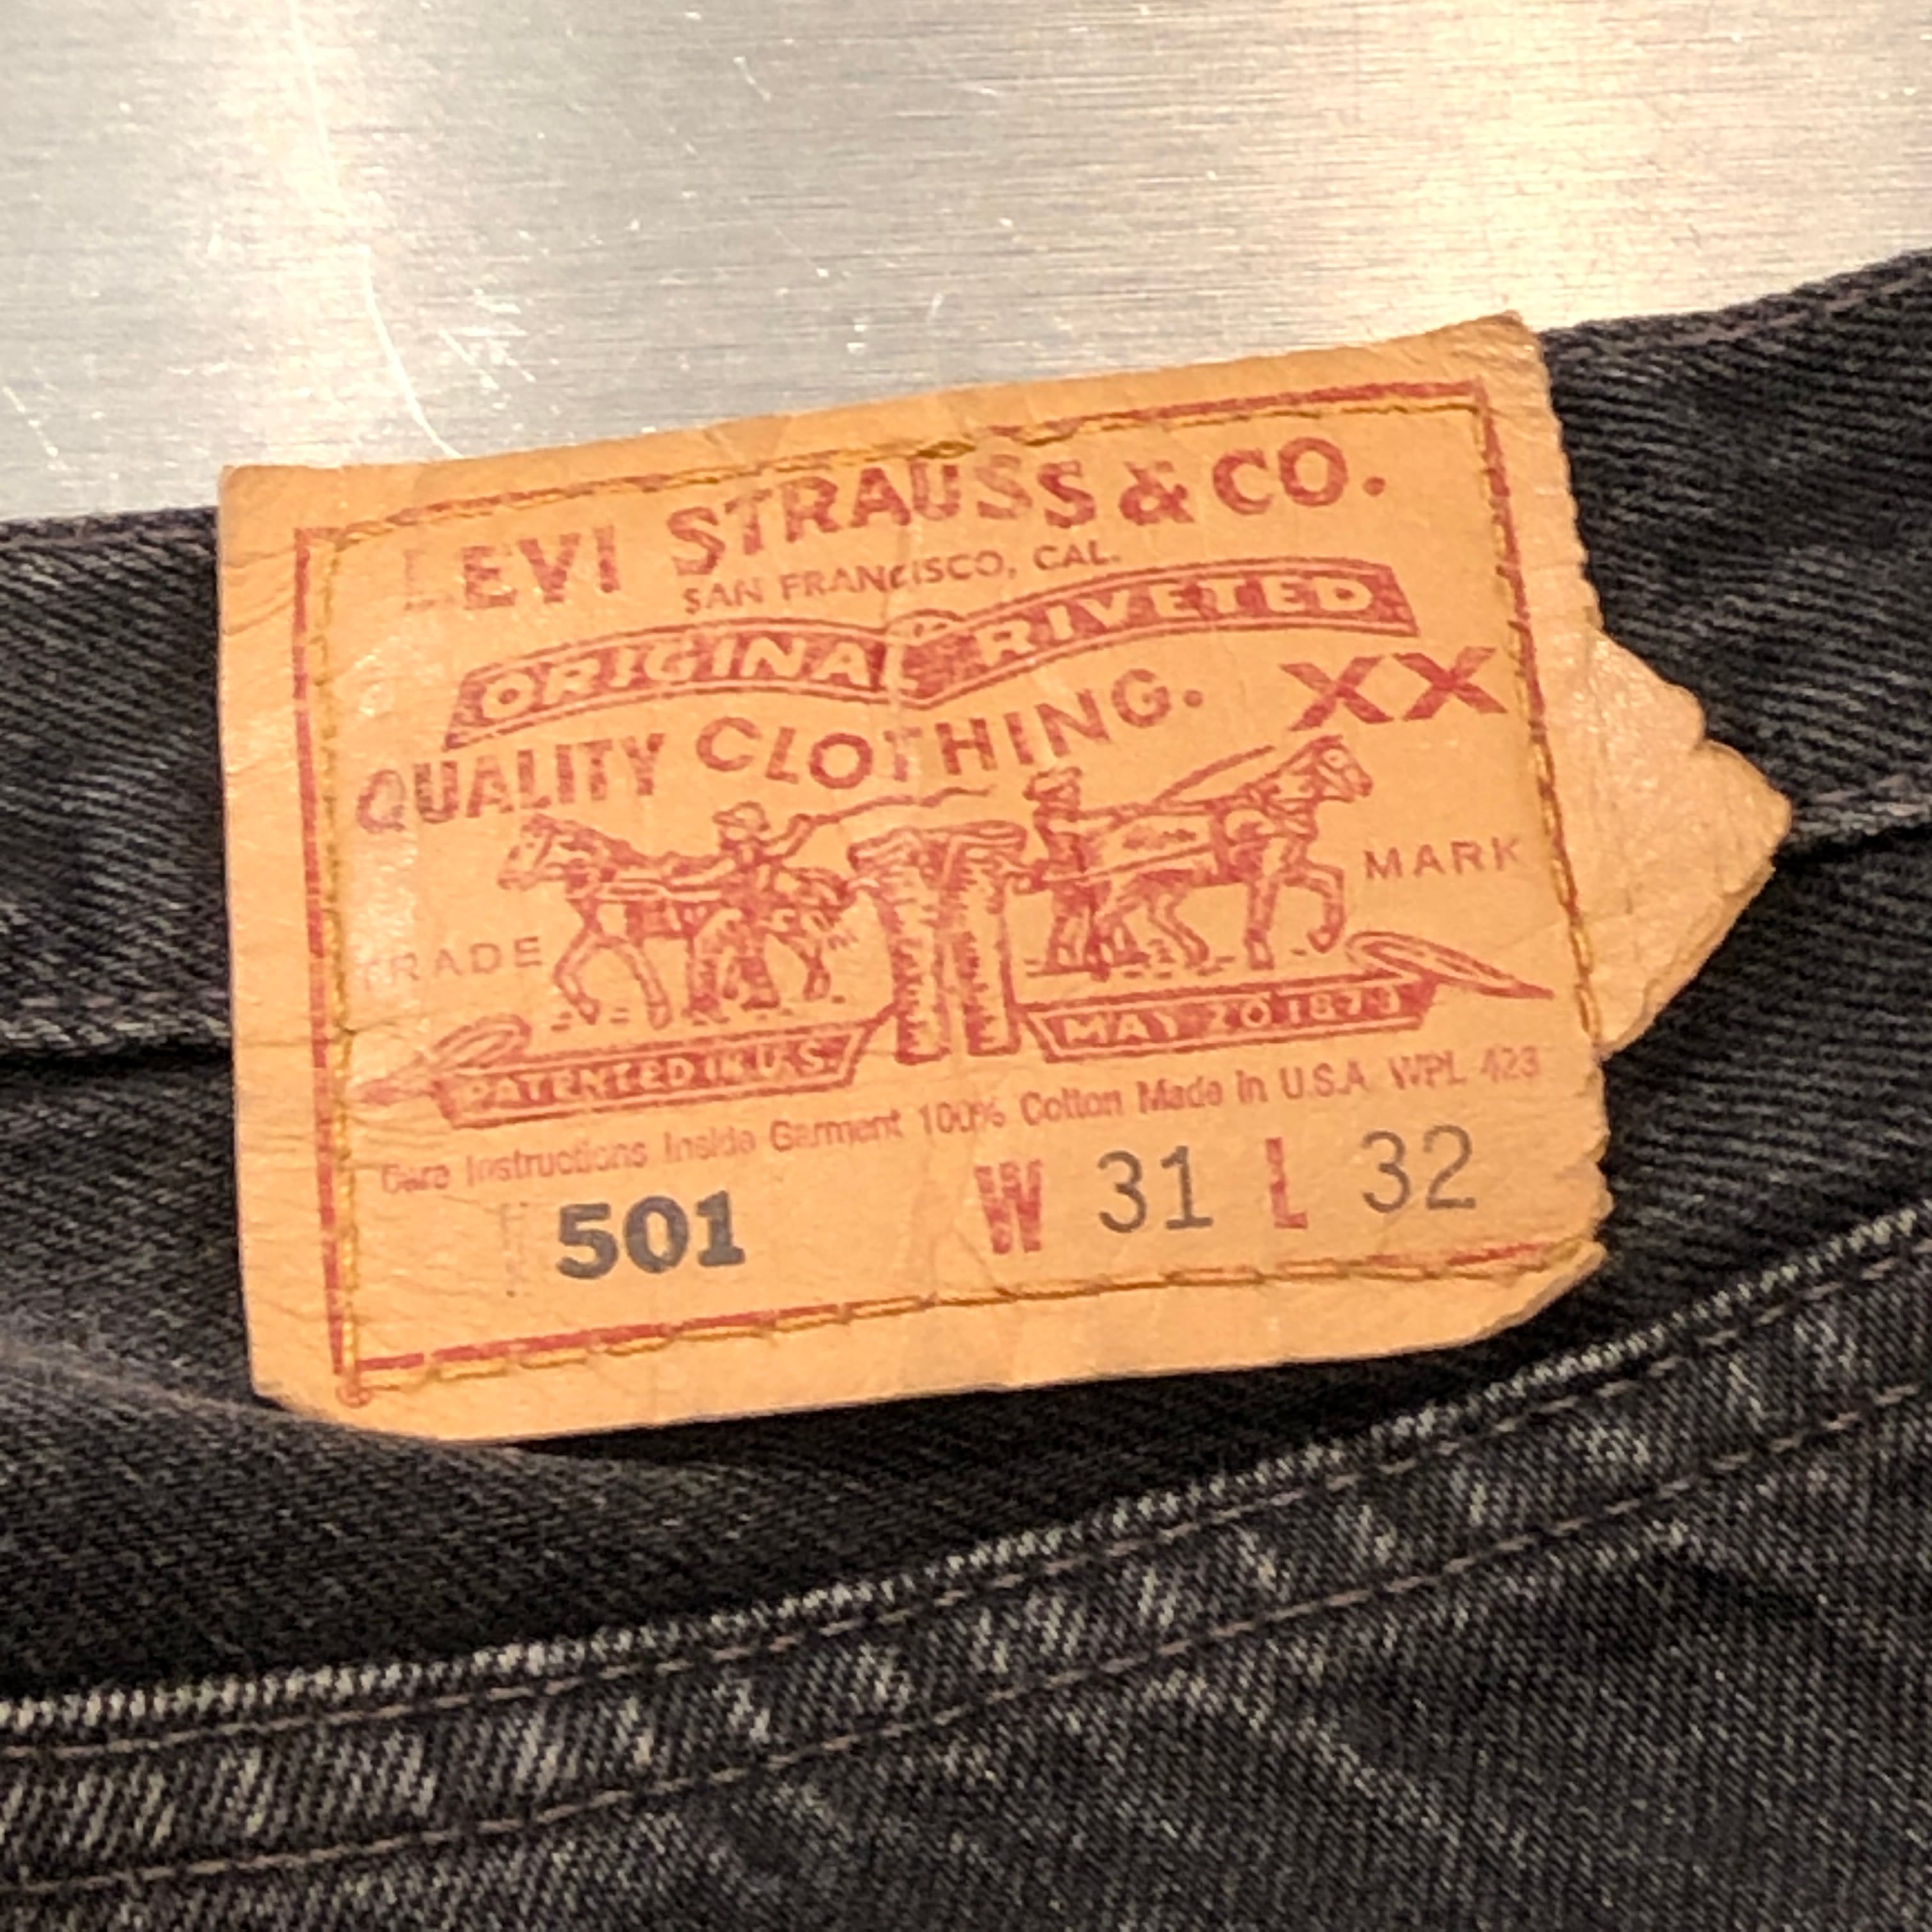 LEVI STRAUSS & CO.
SAN FRANCISCO, CAL.
ORIGINAL RIVETED
QUALITY CLOTHING. XX
TRADE MARK
PATENTED IN U.S. MAY 20 1873
Care Instructions Inside Garment 100% Cotton Made in U.S.A WPL 423
501 W 31 L 32